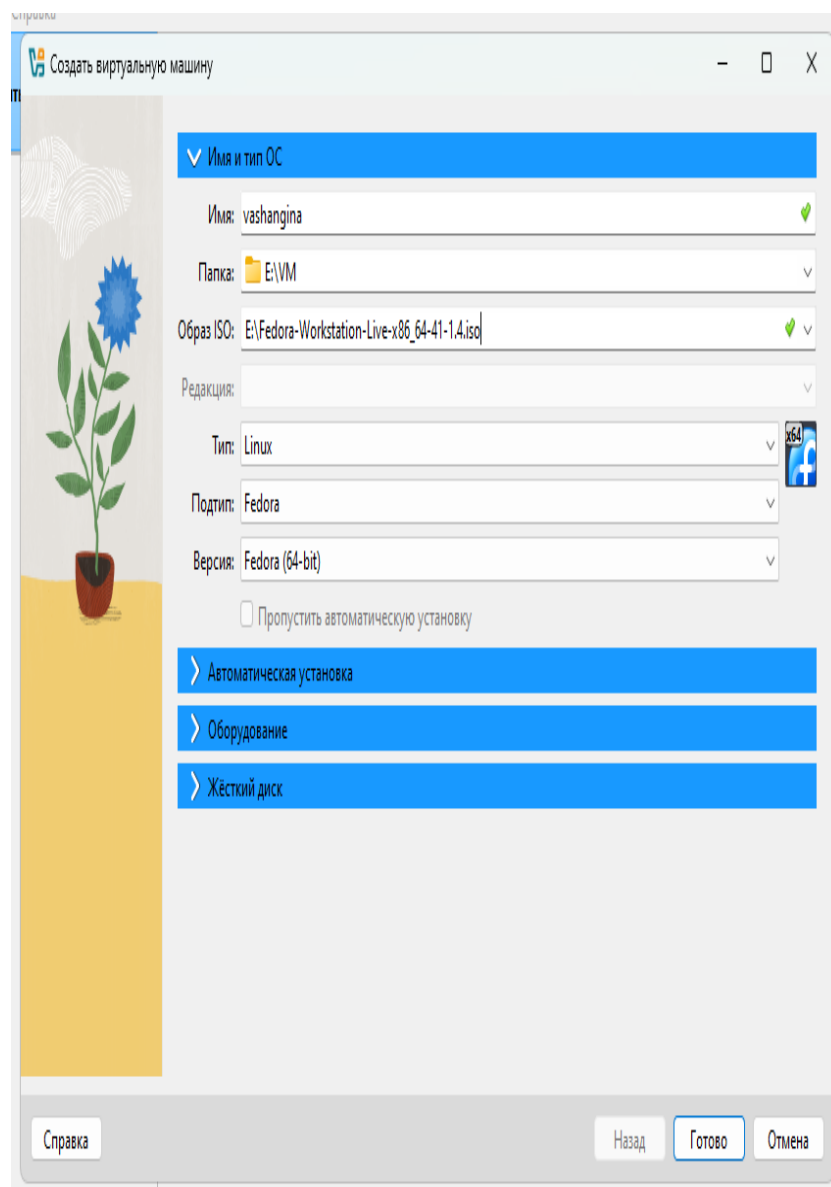 Справка
Создать виртуальную машину
Имя и тип ОС
Имя: vashangina
Папка: E:\VM
Образ ISO: E:\Fedora-Workstation-Live-x86_64-41-1.4.iso
Редакция:
Тип: Linux
x64
Подтип: Fedora
Версия: Fedora (64-bit)
Пропустить автоматическую установку
Автоматическая установка
Оборудование
Жёсткий диск
Справка Назад Готово Отмена